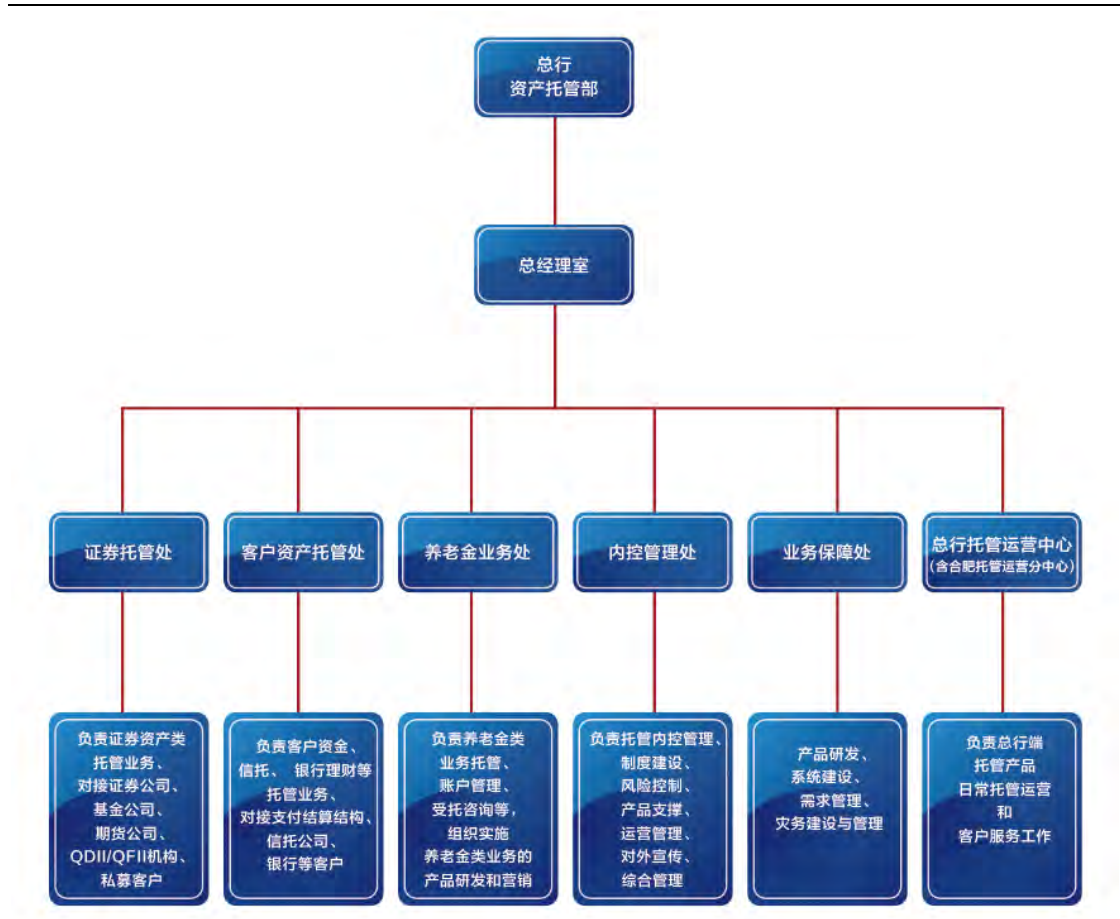 总行
资产托管部
总经理室
证券托管处
客户资产托管处
养老金业务处
内控管理处
业务保障处
总行托管运营中心
(含合肥托管运营分中心)
负责证券资产类
托管业务、
对接证券公司、
基金公司、
期货公司、
QDII/QFII机构、
私募客户
负责客户资金、
信托、 银行理财等
托管业务、
对接支付结算结构、
信托公司、
银行等客户
负责养老金类
业务托管、
账户管理、
受托咨询等，
组织实施
养老金类业务的
产品研发和营销
负责托管内控管理、
制度建设、
风险控制、
产品支撑、
运营管理、
对外宣传、
综合管理
产品研发、
系统建设、
需求管理、
灾务建设与管理
负责总行端
托管产品
日常托管运营
和
客户服务工作